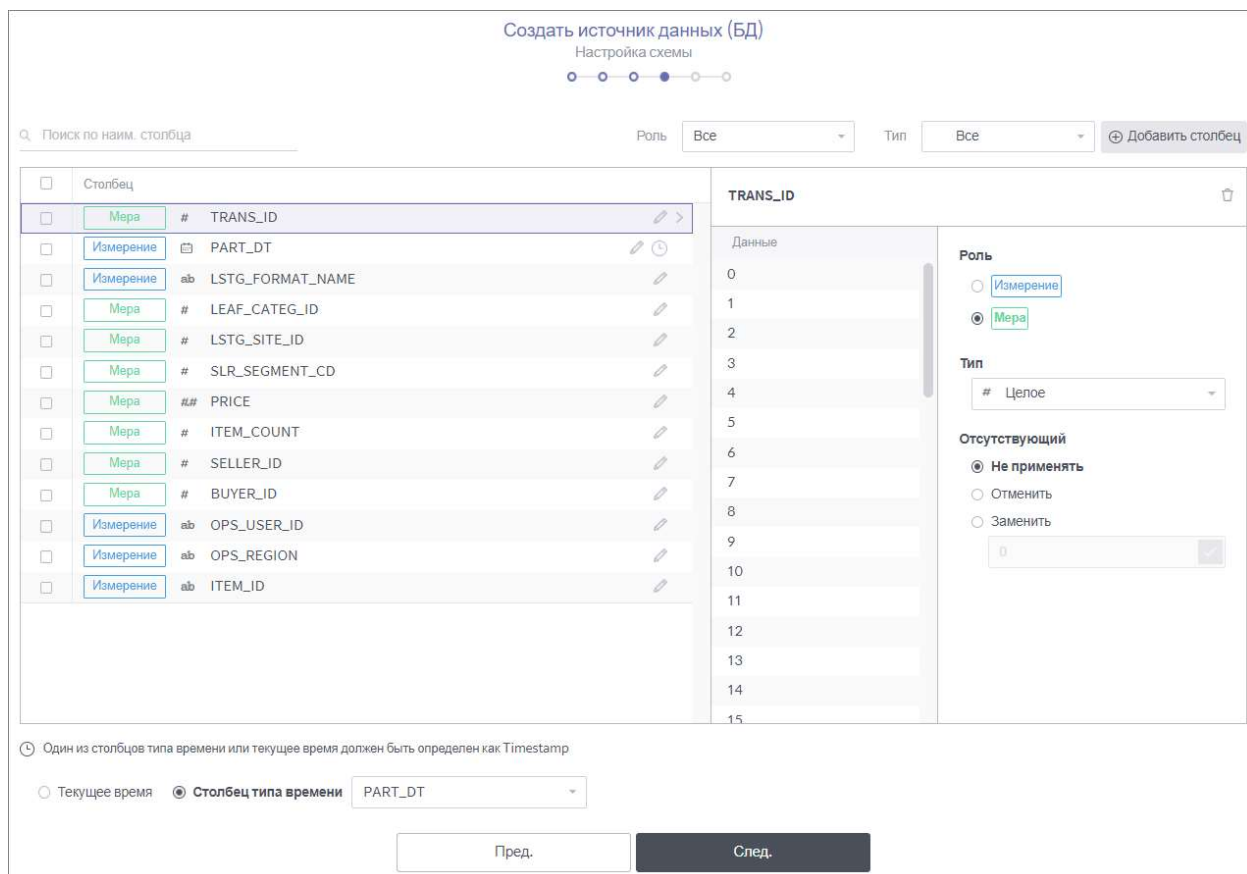 Создать источник данных (БД)
Настройка схемы
Поиск по наим. столбца
Роль Все Тип Все Добавить столбец
Столбец
Мера # TRANS_ID
Измерение PART_DT
Измерение ab LSTG_FORMAT_NAME
Мера # LEAF_CATEG_ID
Мера # LSTG_SITE_ID
Мера # SLR_SEGMENT_CD
Мера #.# PRICE
Мера # ITEM_COUNT
Мера # SELLER_ID
Мера # BUYER_ID
Измерение ab OPS_USER_ID
Измерение ab OPS_REGION
Измерение ab ITEM_ID
TRANS_ID
Данные
0
1
2
3
4
5
6
7
8
9
10
11
12
13
14
15
Роль
Измерение
Мера
Тип
# Целое
Отсутствующий
Не применять
Отменить
Заменить
0
Один из столбцов типа времени или текущее время должен быть определен как Timestamp
Текущее время Столбец типа времени PART_DT
Пред. След.